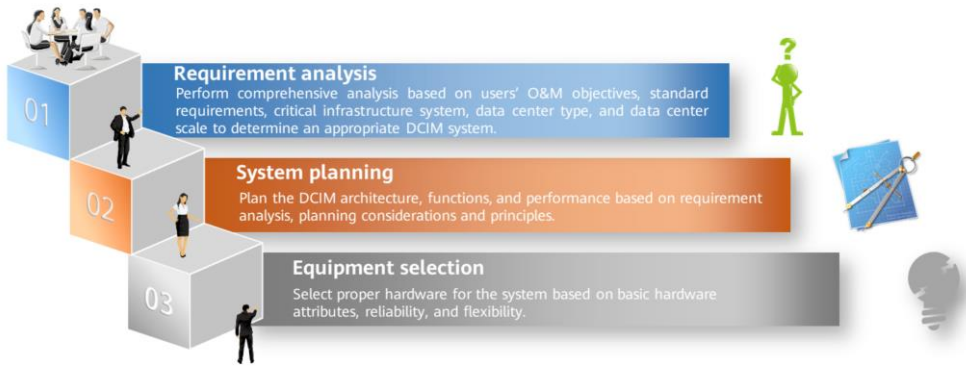 01
Requirement analysis
Perform comprehensive analysis based on users' O&M objectives, standard
requirements, critical infrastructure system, data center type, and data center
scale to determine an appropriate DCIM system.
02
System planning
Plan the DCIM architecture, functions, and performance based on requirement
analysis, planning considerations and principles.
03
Equipment selection
Select proper hardware for the system based on basic hardware
attributes, reliability, and flexibility.
?